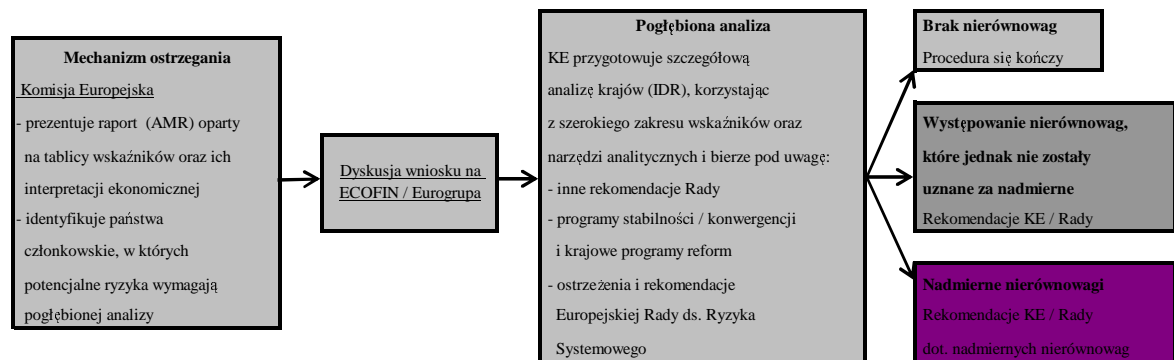 Mechanizm ostrzegania
Komisja Europejska
- prezentuje raport (AMR) oparty
na tablicy wskaźników oraz ich
interpretacji ekonomicznej
- identyfikuje państwa
członkowskie, w których
potencjalne ryzyka wymagają
pogłębionej analizy
Dyskusja wniosku na
ECOFIN / Eurogrupa
Pogłębiona analiza
KE przygotowuje szczegółową
analizę krajów (IDR), korzystając
z szerokiego zakresu wskaźników oraz
narzędzi analitycznych i bierze pod uwagę:
- inne rekomendacje Rady
- programy stabilności / konwergencji
i krajowe programy reform
- ostrzeżenia i rekomendacje
Europejskiej Rady ds. Ryzyka
Systemowego
Brak nierównowag
Procedura się kończy
Występowanie nierównowag,
które jednak nie zostały
uznane za nadmierne
Rekomendacje KE / Rady
Nadmierne nierównowagi
Rekomendacje KE / Rady
dot. nadmiernych nierównowag